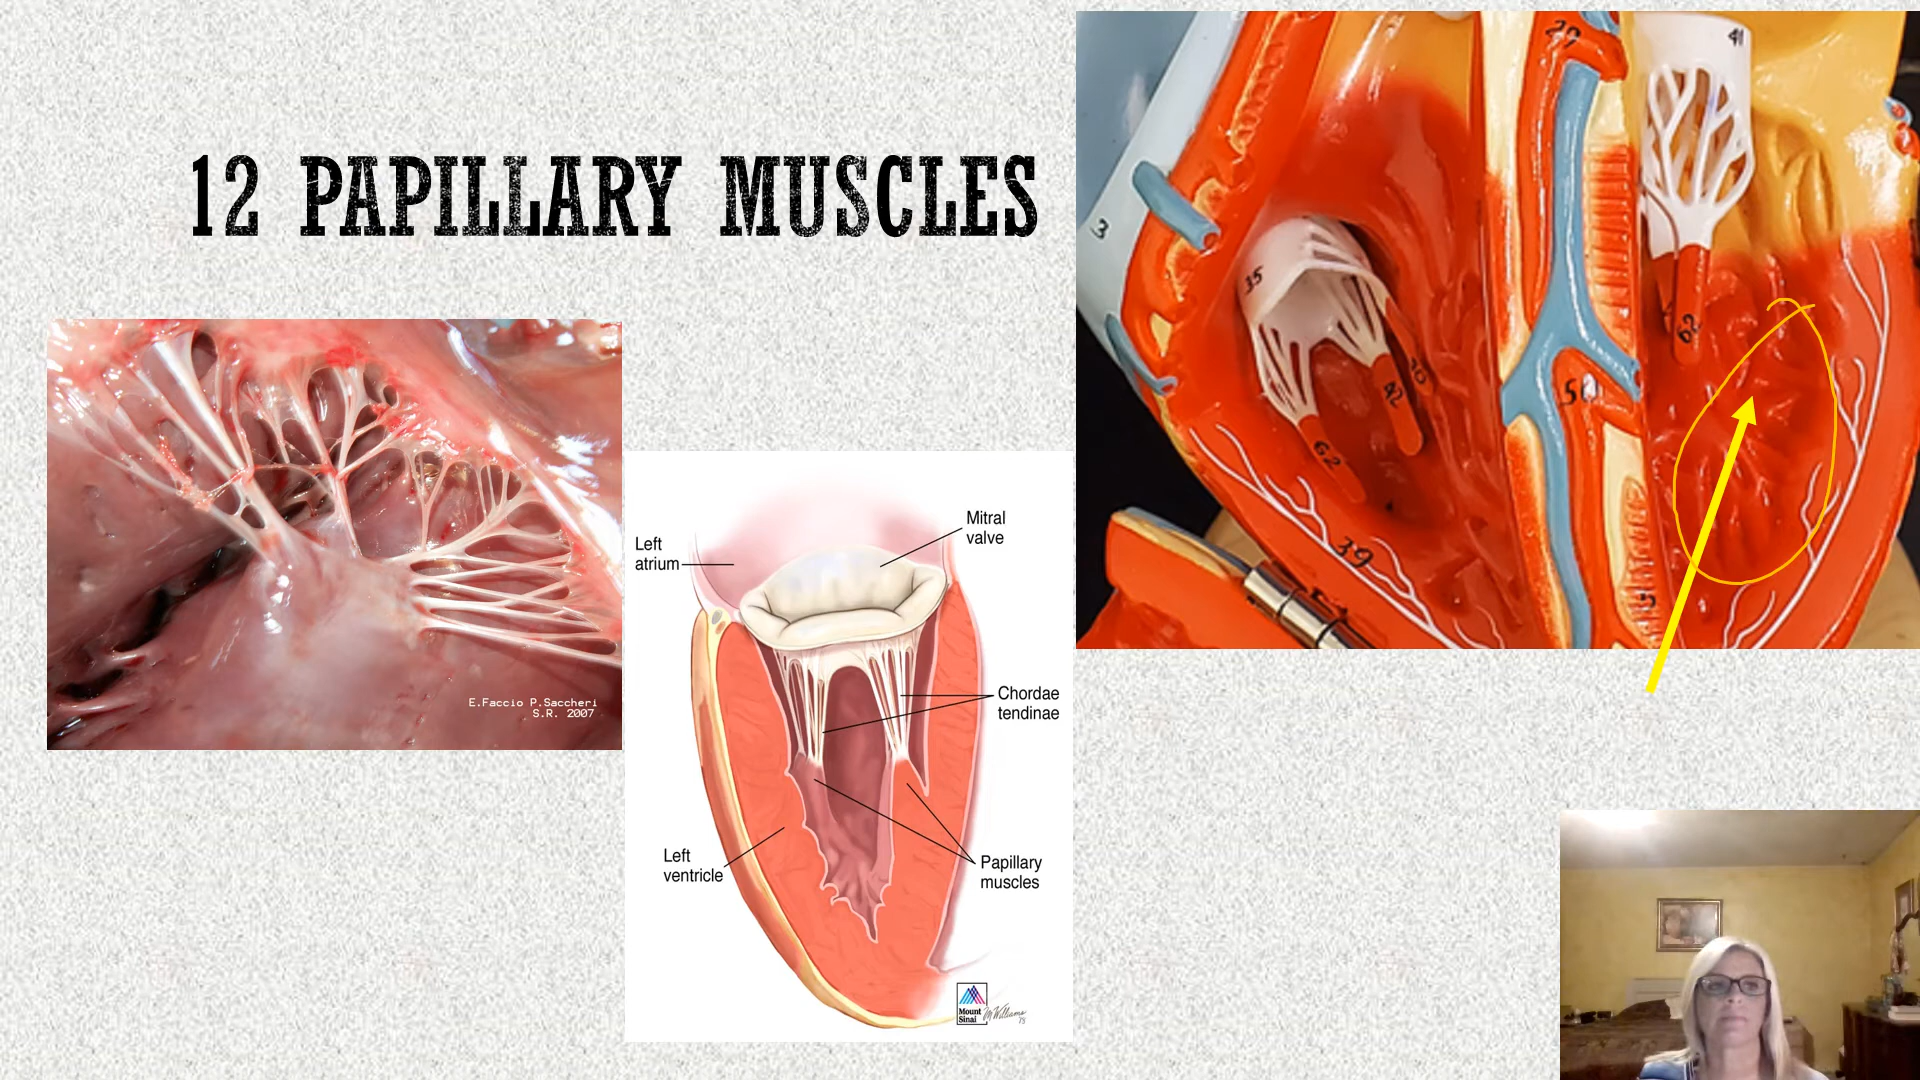 12 PAPILLARY MUSCLES
29
41
3
35
62
50
42
62
39
E.Faccio P.Saccheri
S.R. 2007
Left
atrium
Mitral
valve
Chordae
tendinae
Left
ventricle
Papillary
muscles
Mount
Sinai